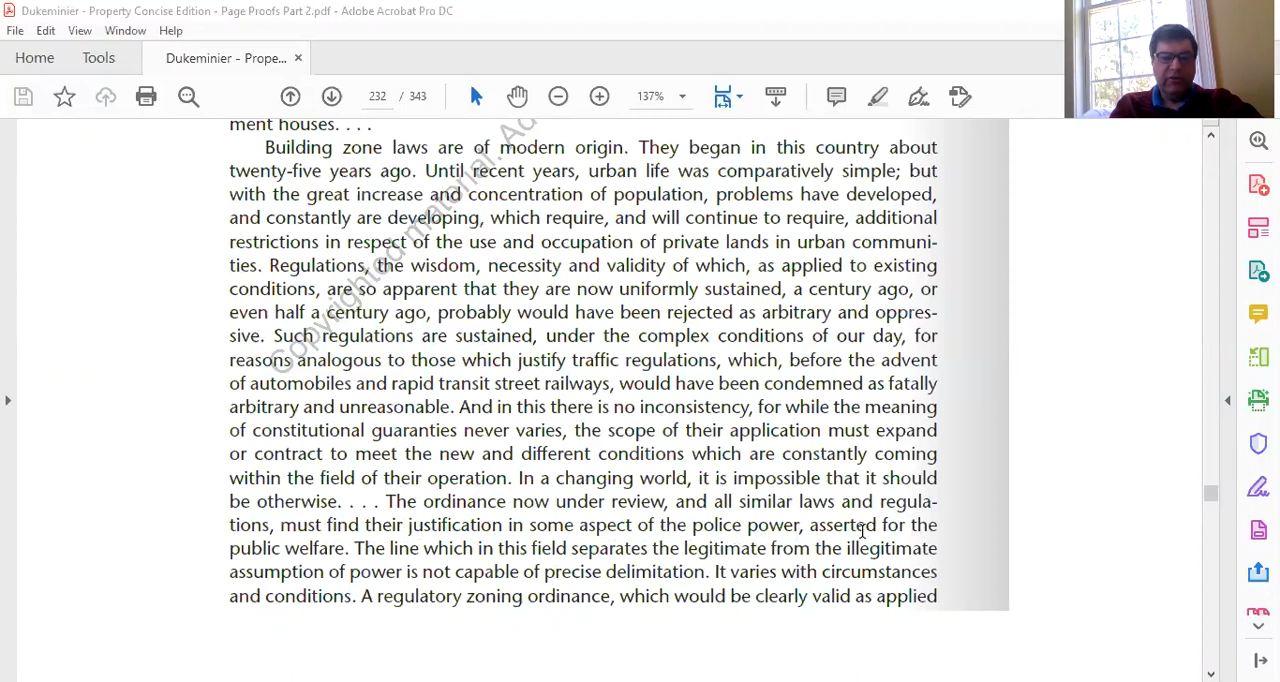 Dukeminier - Property Concise Edition - Page Proofs Part 2.pdf - Adobe Acrobat Pro DC
File Edit View Window Help
Home Tools Dukeminier - Prope... ×
232 / 343 137%
ment houses. . . .
Building zone laws are of modern origin. They began in this country about
twenty-five years ago. Until recent years, urban life was comparatively simple; but
with the great increase and concentration of population, problems have developed,
and constantly are developing, which require, and will continue to require, additional
restrictions in respect of the use and occupation of private lands in urban communi-
ties. Regulations, the wisdom, necessity and validity of which, as applied to existing
conditions, are so apparent that they are now uniformly sustained, a century ago, or
even half a century ago, probably would have been rejected as arbitrary and oppres-
sive. Such regulations are sustained, under the complex conditions of our day, for
reasons analogous to those which justify traffic regulations, which, before the advent
of automobiles and rapid transit street railways, would have been condemned as fatally
arbitrary and unreasonable. And in this there is no inconsistency, for while the meaning
of constitutional guaranties never varies, the scope of their application must expand
or contract to meet the new and different conditions which are constantly coming
within the field of their operation. In a changing world, it is impossible that it should
be otherwise. . . . The ordinance now under review, and all similar laws and regula-
tions, must find their justification in some aspect of the police power, asserted for the
public welfare. The line which in this field separates the legitimate from the illegitimate
assumption of power is not capable of precise delimitation. It varies with circumstances
and conditions. A regulatory zoning ordinance, which would be clearly valid as applied
Copyrighted material. Ad